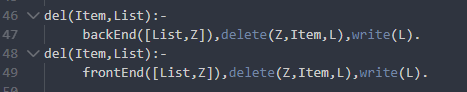 46 del(Item,List):-
47 backEnd([List,Z]),delete(Z,Item,L),write(L).
48 del(Item,List):-
49 frontEnd([List,Z]),delete(Z,Item,L),write(L).